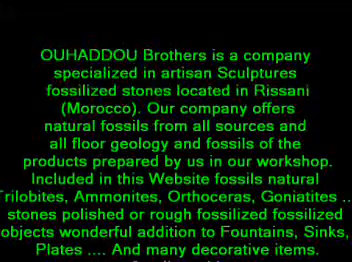 OUHADDOU Brothers is a company
specialized in artisan Sculptures
fossilized stones located in Rissani
(Morocco). Our company offers
natural fossils from all sources and
all floor geology and fossils of the
products prepared by us in our workshop.
Included in this Website fossils natural
Trilobites, Ammonites, Orthoceras, Goniatites ..
stones polished or rough fossilized fossilized
objects wonderful addition to Fountains, Sinks,
Plates .... And many decorative items.